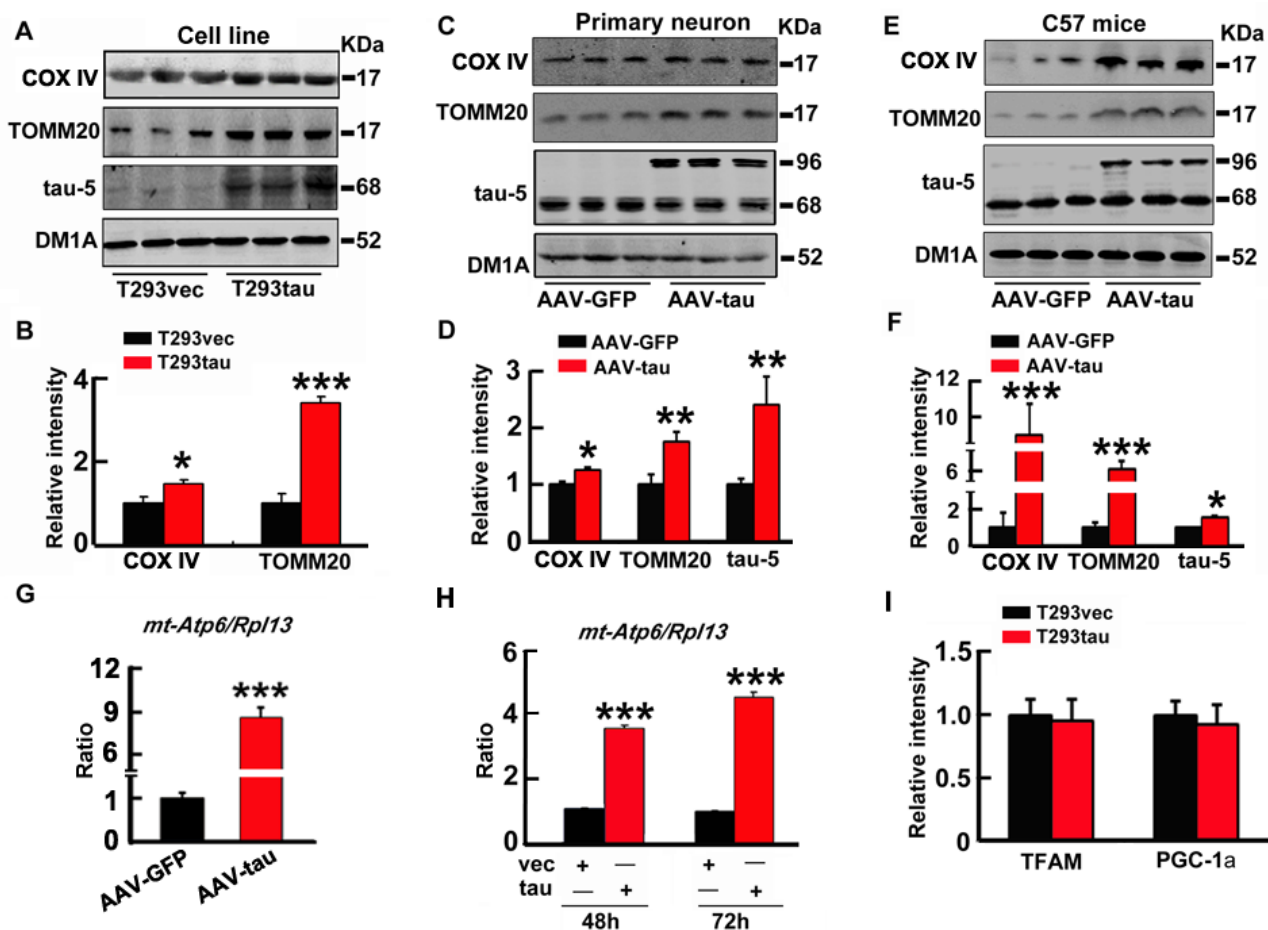 A
Cell line
KDa
COX IV
17
TOMM20
17
tau-5
68
DM1A
52
T293vec T293tau
C
Primary neuron
KDa
COX IV
17
TOMM20
17
tau-5
96
68
DM1A
52
AAV-GFP AAV-tau
E
C57 mice
KDa
COX IV
17
TOMM20
17
tau-5
96
68
DM1A
52
AAV-GFP AAV-tau
B
T293vec
T293tau
Relative intensity
4
2
0
*
***
COX IV TOMM20
D
AAV-GFP
AAV-tau
Relative intensity
3
2
1
0
*
**
**
COX IV TOMM20 tau-5
F
AAV-GFP
AAV-tau
Relative intensity
12
10
8
6
4
2
0
***
***
*
COX IV TOMM20 tau-5
G
mt-Atp6/Rpl13
Ratio
12
9
6
1
0
***
AAV-GFP
AAV-tau
H
mt-Atp6/Rpl13
Ratio
6
4
2
0
***
***
vec + — + —
tau — + — +
48h 72h
I
T293vec
T293tau
Relative intensity
1.5
1.0
0.5
0
TFAM PGC-1a